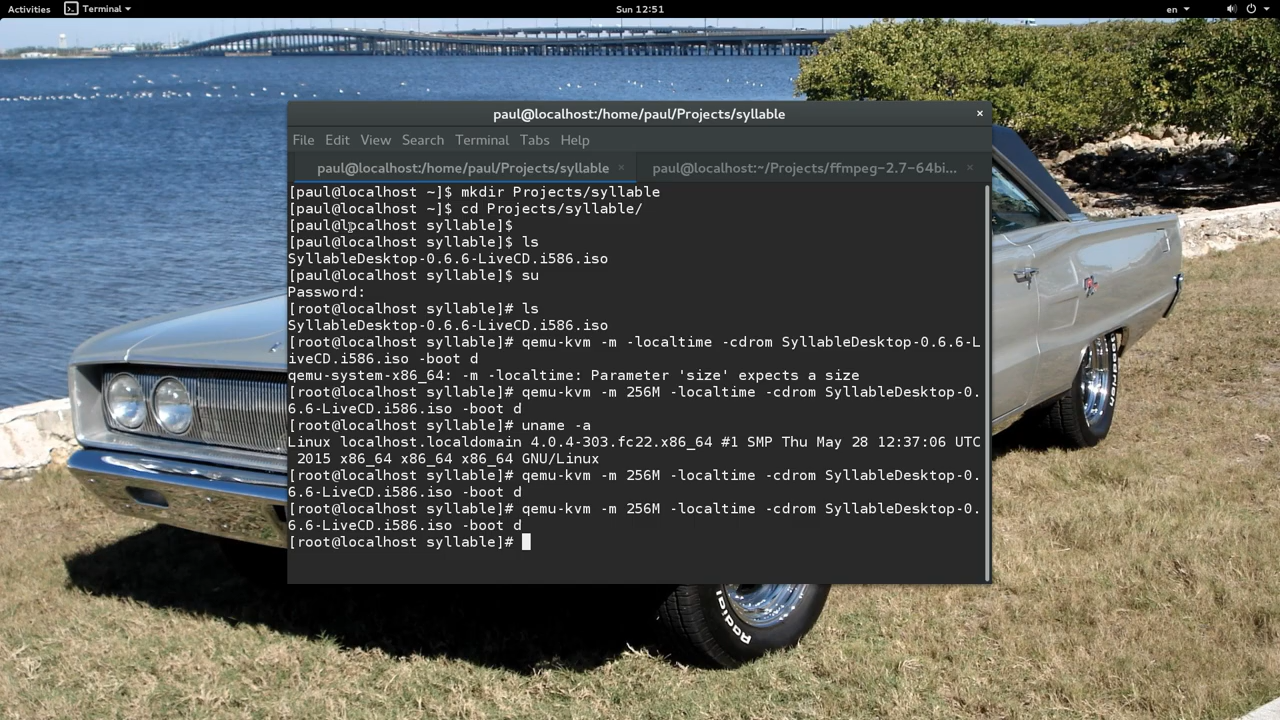 Activities Terminal Sun 12:51 en
paul@localhost:/home/paul/Projects/syllable ×
File Edit View Search Terminal Tabs Help
paul@localhost:/home/paul/Projects/syllable × paul@localhost:~/Projects/ffmpeg-2.7-64bi... ×
[paul@localhost ~]$ mkdir Projects/syllable
[paul@localhost ~]$ cd Projects/syllable/
[paul@localhost syllable]$
[paul@localhost syllable]$ ls
SyllableDesktop-0.6.6-LiveCD.i586.iso
[paul@localhost syllable]$ su
Password:
[root@localhost syllable]# ls
SyllableDesktop-0.6.6-LiveCD.i586.iso
[root@localhost syllable]# qemu-kvm -m -localtime -cdrom SyllableDesktop-0.6.6-L
iveCD.i586.iso -boot d
qemu-system-x86_64: -m -localtime: Parameter 'size' expects a size
[root@localhost syllable]# qemu-kvm -m 256M -localtime -cdrom SyllableDesktop-0.
6.6-LiveCD.i586.iso -boot d
[root@localhost syllable]# uname -a
Linux localhost.localdomain 4.0.4-303.fc22.x86_64 #1 SMP Thu May 28 12:37:06 UTC
 2015 x86_64 x86_64 x86_64 GNU/Linux
[root@localhost syllable]# qemu-kvm -m 256M -localtime -cdrom SyllableDesktop-0.
6.6-LiveCD.i586.iso -boot d
[root@localhost syllable]# qemu-kvm -m 256M -localtime -cdrom SyllableDesktop-0.
6.6-LiveCD.i586.iso -boot d
[root@localhost syllable]#
Radial